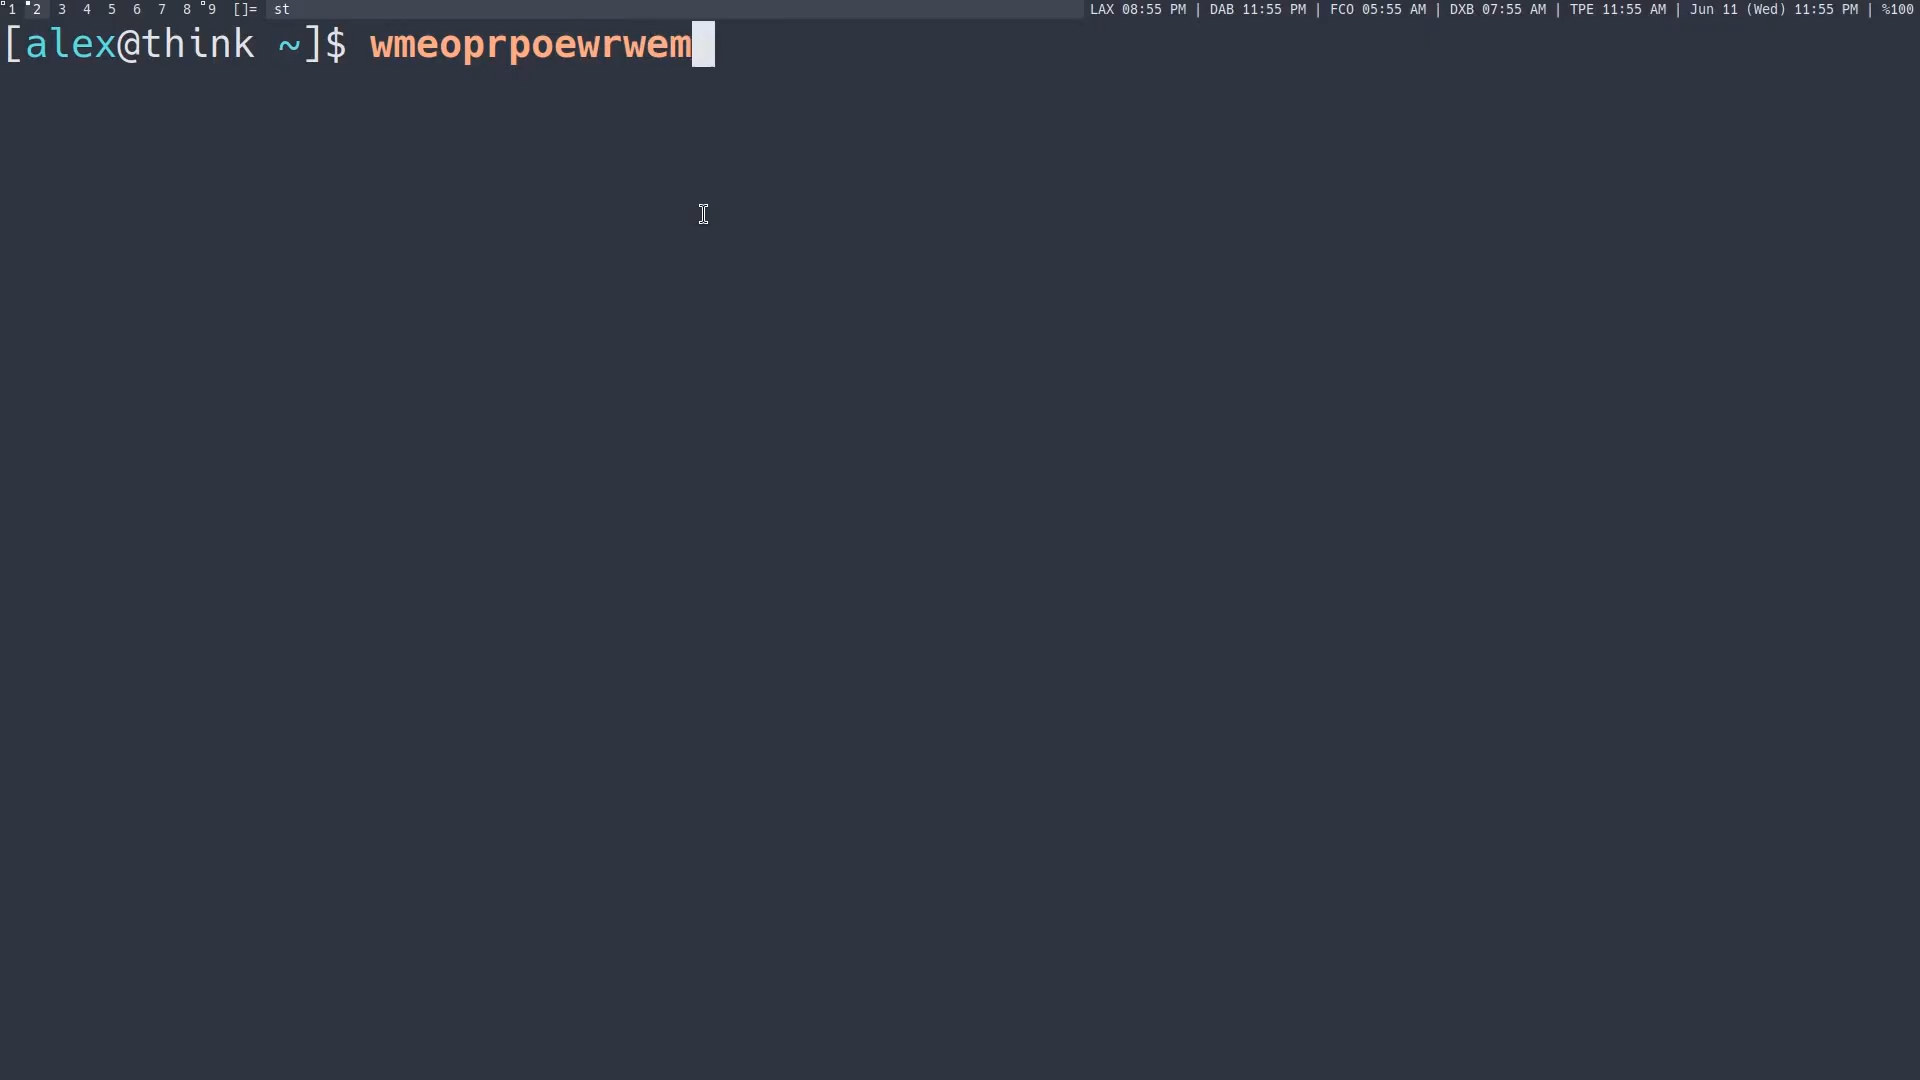 1 2 3 4 5 6 7 8 9 []= st LAX 08:55 PM | DAB 11:55 PM | FCO 05:55 AM | DXB 07:55 AM | TPE 11:55 AM | Jun 11 (Wed) 11:55 PM | %100
[alex@think ~]$ wmeoprpoewrwem